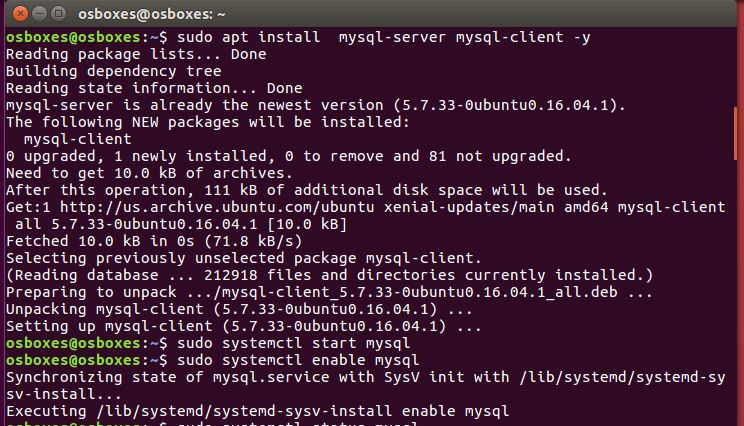 osboxes@osboxes: ~
osboxes@osboxes:~$ sudo apt install  mysql-server mysql-client -y
Reading package lists... Done
Building dependency tree
Reading state information... Done
mysql-server is already the newest version (5.7.33-0ubuntu0.16.04.1).
The following NEW packages will be installed:
  mysql-client
0 upgraded, 1 newly installed, 0 to remove and 81 not upgraded.
Need to get 10.0 kB of archives.
After this operation, 111 kB of additional disk space will be used.
Get:1 http://us.archive.ubuntu.com/ubuntu xenial-updates/main amd64 mysql-client
 all 5.7.33-0ubuntu0.16.04.1 [10.0 kB]
Fetched 10.0 kB in 0s (71.8 kB/s)
Selecting previously unselected package mysql-client.
(Reading database ... 212918 files and directories currently installed.)
Preparing to unpack .../mysql-client_5.7.33-0ubuntu0.16.04.1_all.deb ...
Unpacking mysql-client (5.7.33-0ubuntu0.16.04.1) ...
Setting up mysql-client (5.7.33-0ubuntu0.16.04.1) ...
osboxes@osboxes:~$ sudo systemctl start mysql
osboxes@osboxes:~$ sudo systemctl enable mysql
Synchronizing state of mysql.service with SysV init with /lib/systemd/systemd-sy
sv-install...
Executing /lib/systemd/systemd-sysv-install enable mysql
osboxes@osboxes:~$ sudo systemctl status mysql